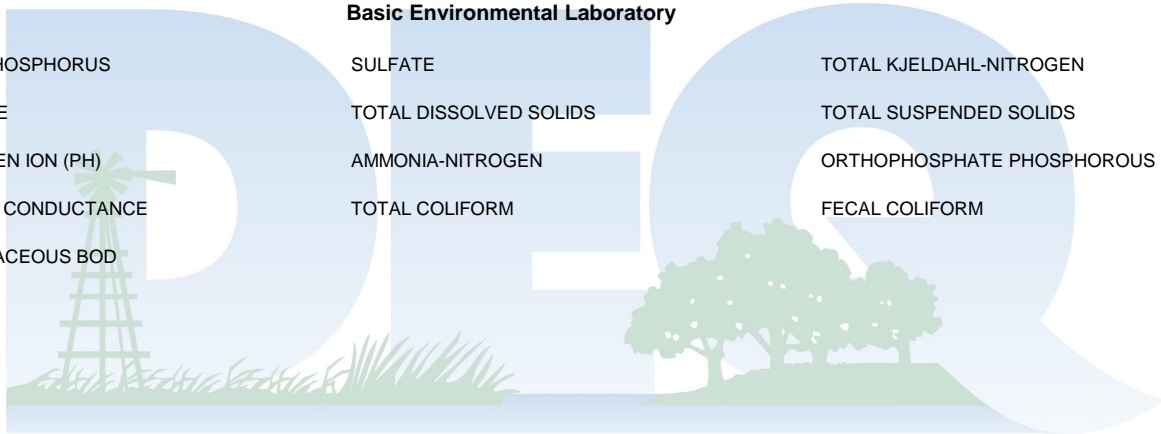 Basic Environmental Laboratory
HOSPHORUS SULFATE TOTAL KJELDAHL-NITROGEN
E TOTAL DISSOLVED SOLIDS TOTAL SUSPENDED SOLIDS
EN ION (PH) AMMONIA-NITROGEN ORTHOPHOSPHATE PHOSPHOROUS
CONDUCTANCE TOTAL COLIFORM FECAL COLIFORM
ACEOUS BOD
DEQ